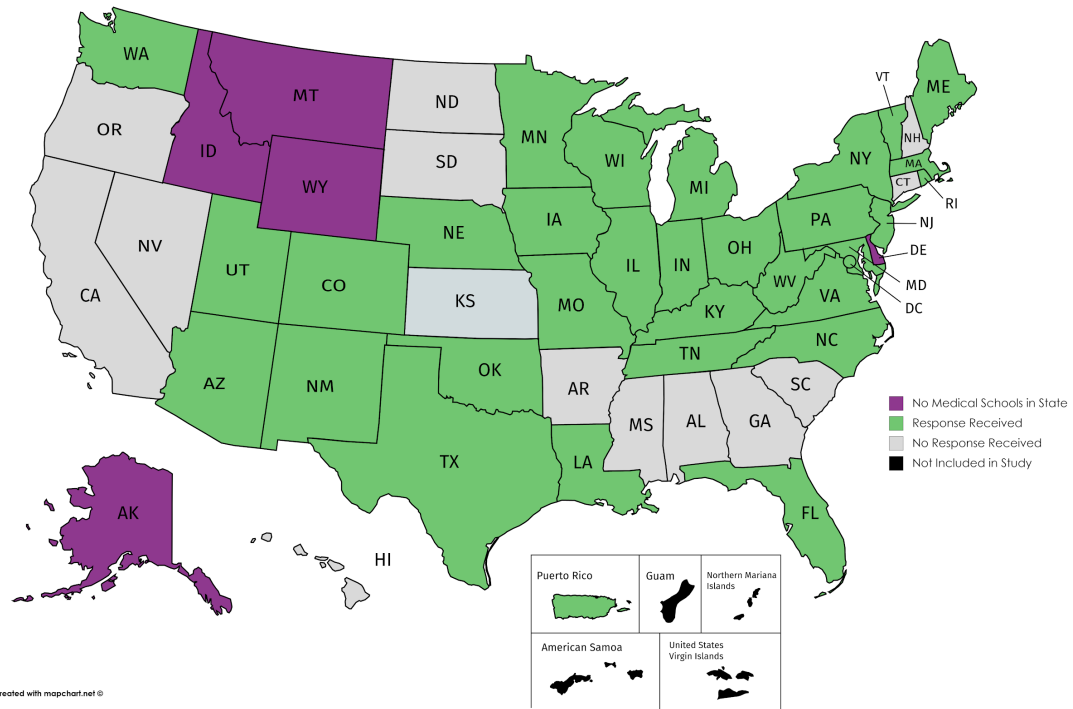 WA
MT
ME
VT
ND
OR
MN
NH
ID
SD
WI
NY
MA
WY
MI
CT
RI
IA
PA
NJ
NV
NE
OH
DE
UT
IL
IN
CO
WV
MD
CA
KS
MO
VA
DC
KY
NC
TN
OK
AZ
NM
AR
SC
No Medical Schools in State
MS
AL
GA
Response Received
No Response Received
TX
LA
Not Included in Study
AK
FL
HI
Puerto Rico
Guam
Northern Mariana
Islands
American Samoa
United States
Virgin Islands
reated with mapchart.net ©